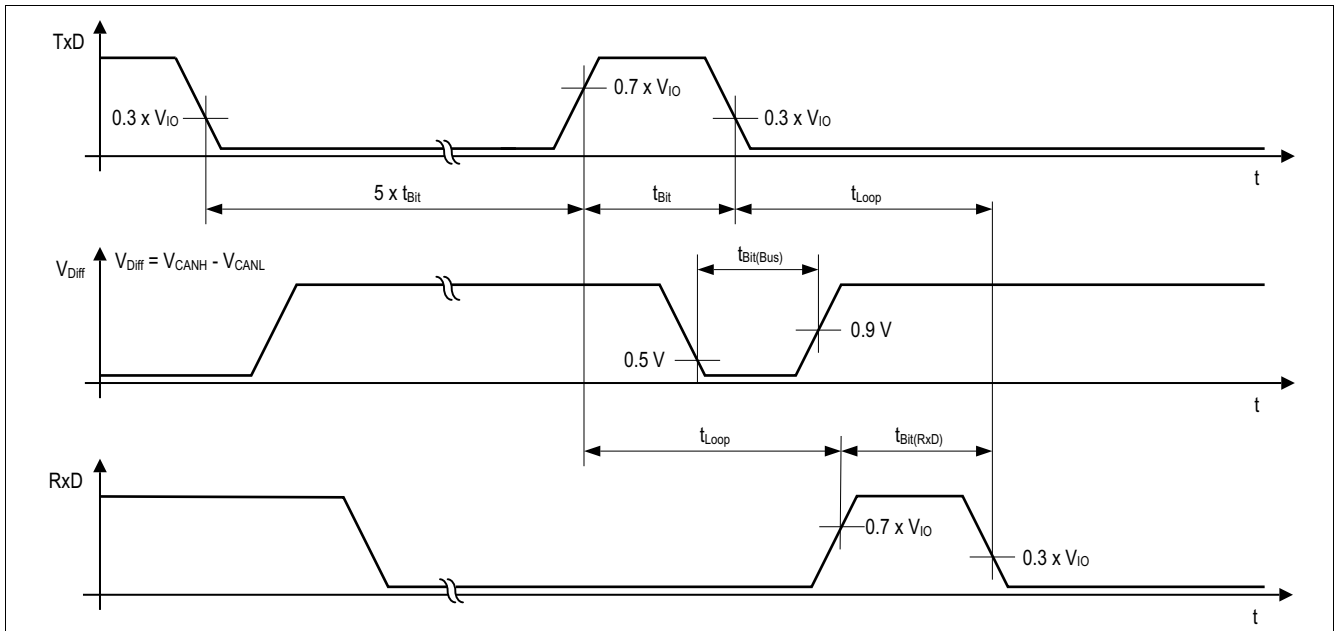 TxD
0.3 x VIO
0.7 x VIO
0.3 x VIO
t
5 x tBit
tBit
tLoop
VDiff
VDiff = VCANH - VCANL
tBit(Bus)
0.9 V
0.5 V
t
tLoop
tBit(RxD)
RxD
0.7 x VIO
0.3 x VIO
t